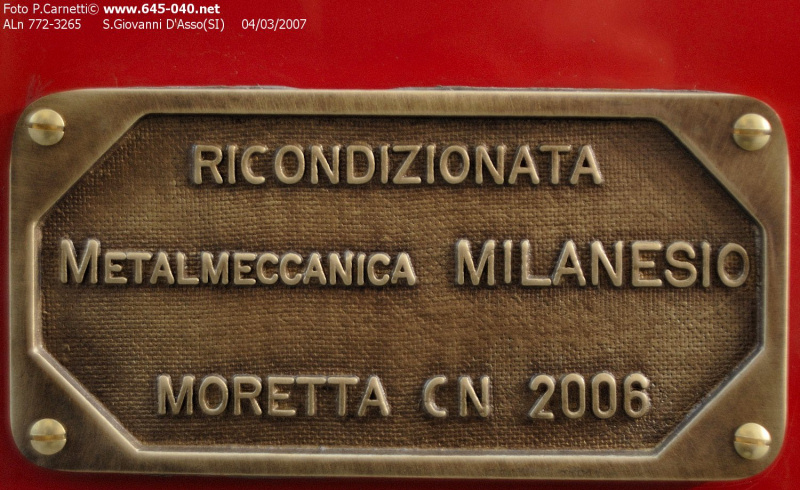 Foto P.Carnetti© www.645-040.net
ALn 772-3265 S.Giovanni D'Asso(SI) 04/03/2007
RICONDIZIONATA
METALMECCANICA MILANESIO
MORETTA CN 2006